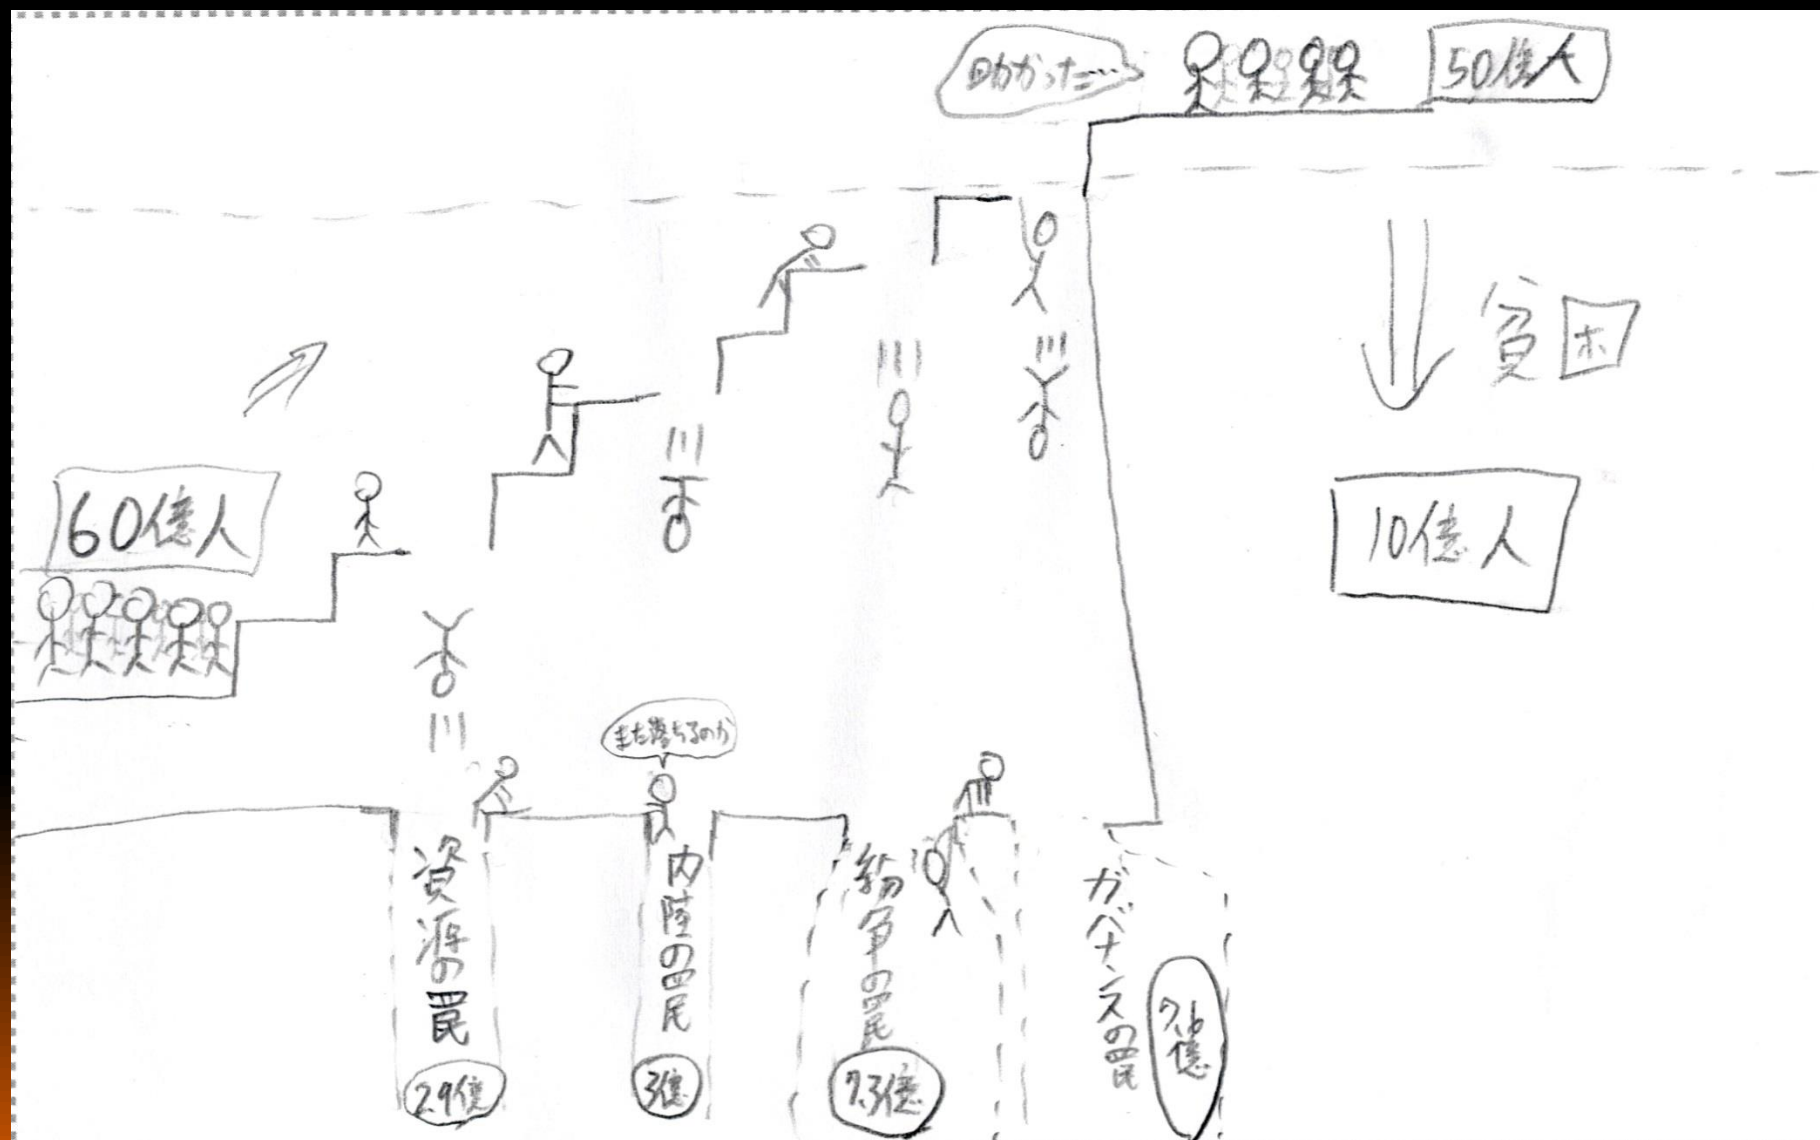 助かった…
50億人
貧困
60億人
10億人
また落ちるのか
資源の罠
内陸の罠
紛争の罠
ガバナンスの罠
2.9億
3億
7.3億
7.6億